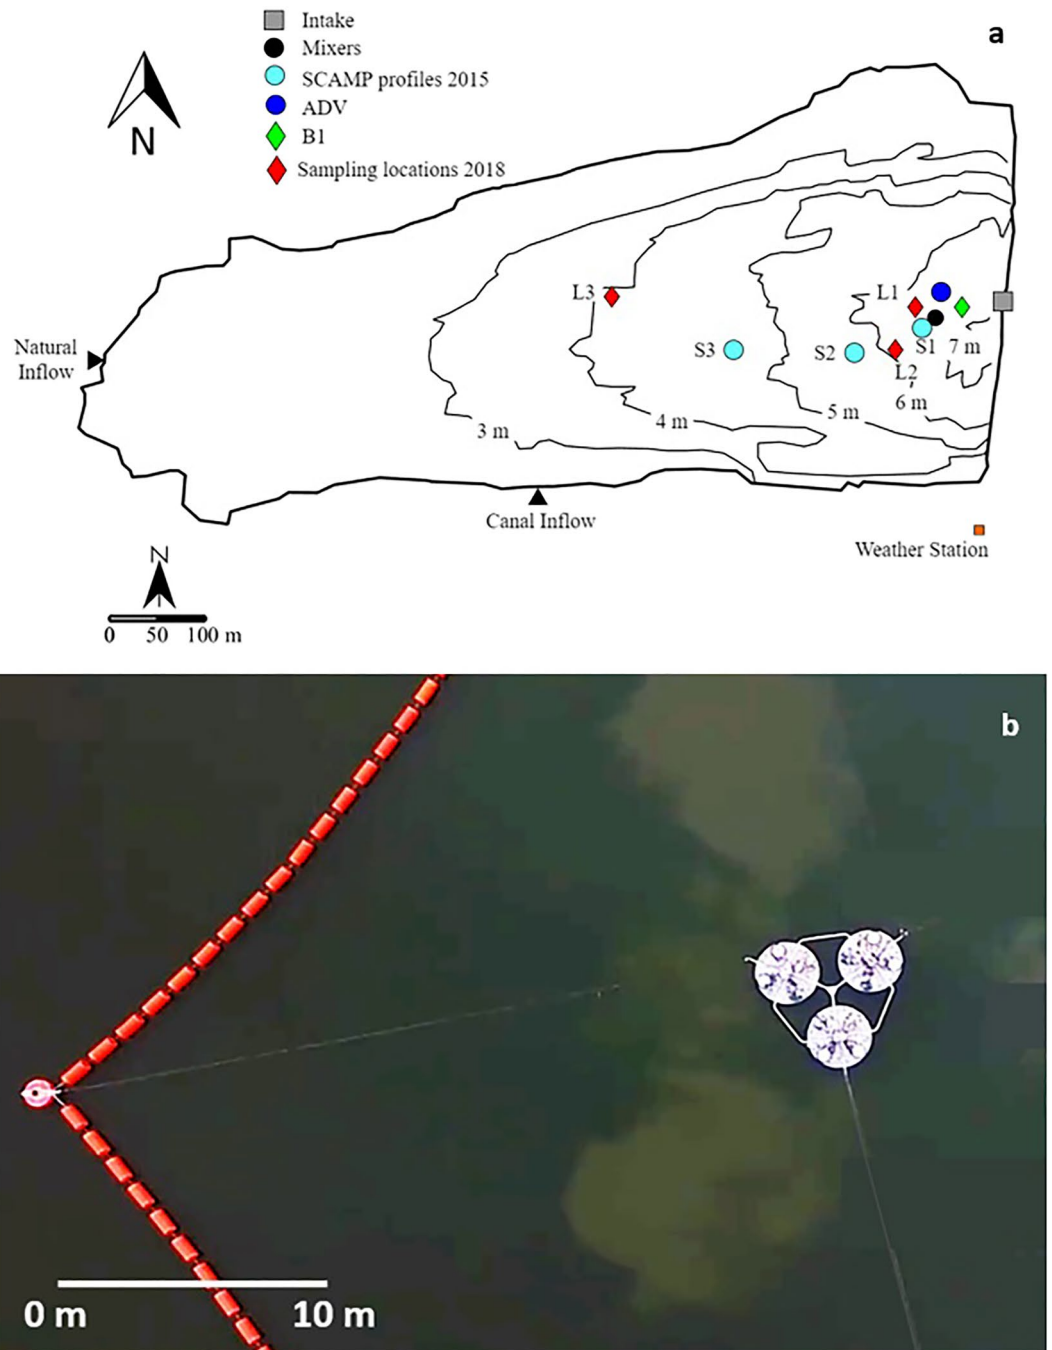 a
Intake
Mixers
SCAMP profiles 2015
ADV
B1
Sampling locations 2018
N
L3
L1
Natural
Inflow
S3
S2
S1
7 m
L2
6 m
5 m
4 m
3 m
Canal Inflow
Weather Station
N
0 50 100 m
b
0 m 10 m